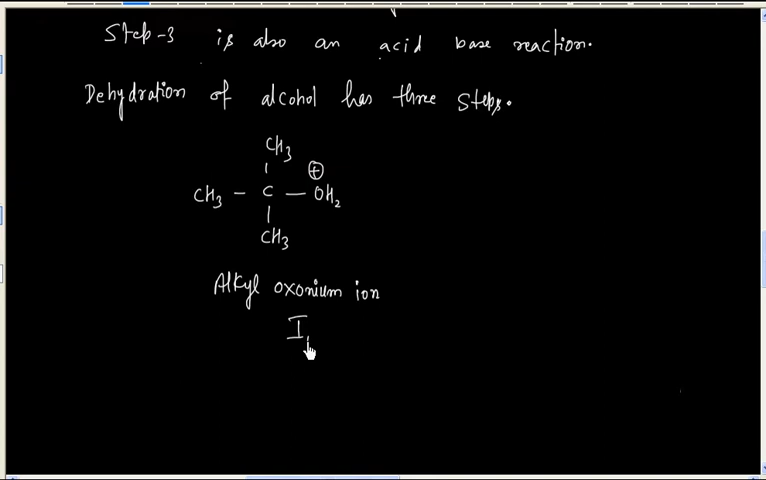 Step-3 is also an acid base reaction.
Dehydration of alcohol has three steps.
CH3
|
⊕
CH3 – C – OH2
|
CH3
Alkyl oxonium ion
I